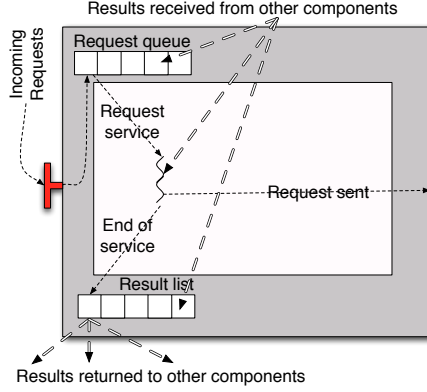 Results received from other components
Request queue
Incoming
Requests
Request
service
Request sent
End of
service
Result list
Results returned to other components